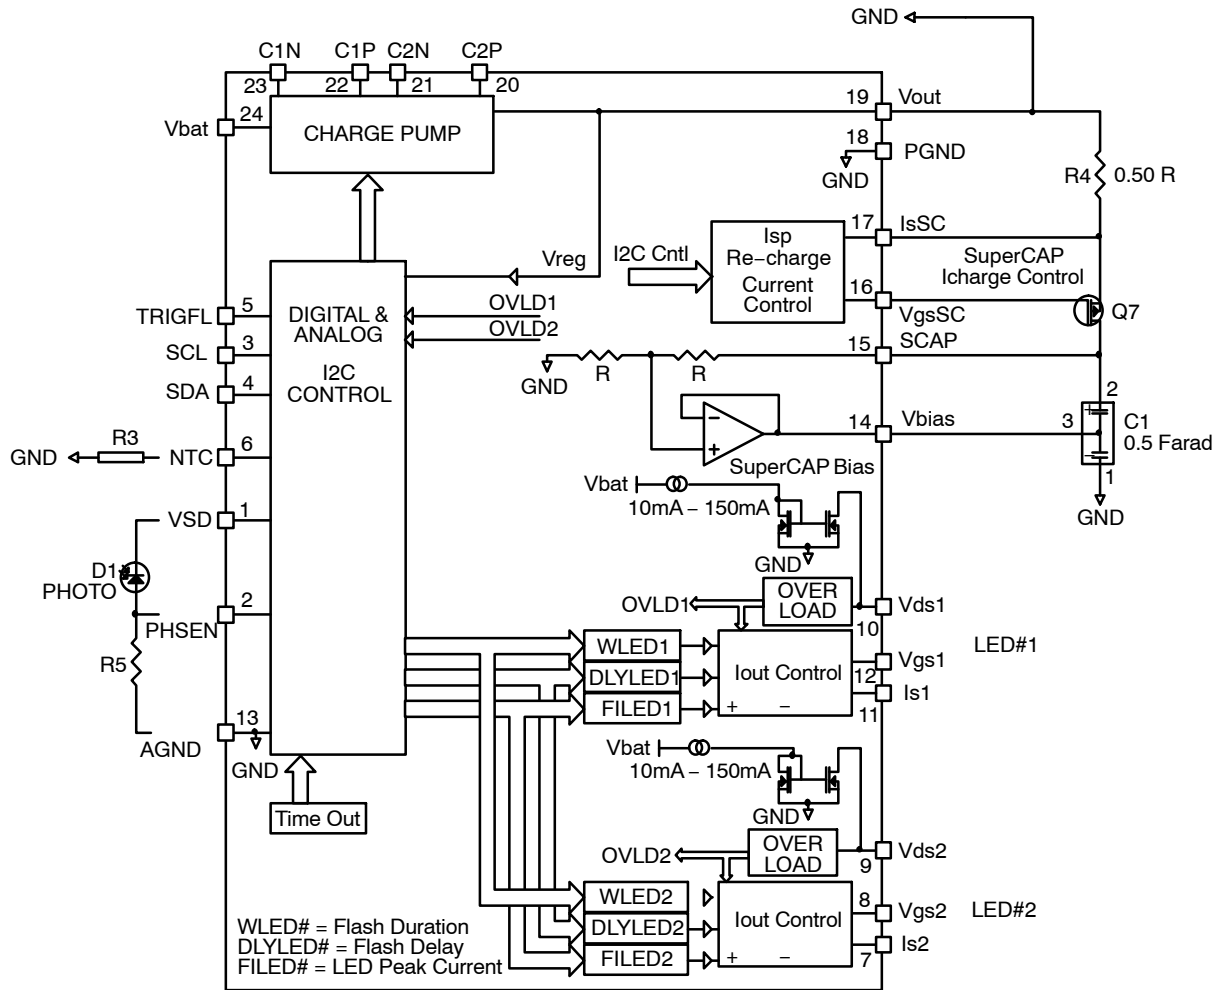 GND
C1N C1P C2N C2P
23 22 21 20
24
Vbat
CHARGE PUMP
19 Vout
18 PGND
GND
R4 0.50 R
17 IsSC
Isp
Re-charge
Current
Control
I2C Cntl
SuperCAP
Icharge Control
16
VgsSC
Q7
Vreg
OVLD1
OVLD2
DIGITAL &
ANALOG
I2C
CONTROL
TRIGFL 5
SCL 3
SDA 4
GND R3 NTC 6
VSD 1
D1
PHOTO
2
PHSEN
R5
13
AGND
GND
Time Out
15 SCAP
GND R R
-
+
14 Vbias
SuperCAP Bias
2
+
3
-
1
C1
0.5 Farad
GND
Vbat
10mA – 150mA
GND
OVLD1
OVER
LOAD
Vds1
10
LED#1
WLED1
DLYLED1
FILED1
Iout Control
+ –
Vgs1
12
Is1
11
Vbat
10mA – 150mA
GND
OVLD2
OVER
LOAD
Vds2
9
LED#2
WLED2
DLYLED2
FILED2
Iout Control
+ –
8
Vgs2
Is2
7
WLED# = Flash Duration
DLYLED# = Flash Delay
FILED# = LED Peak Current